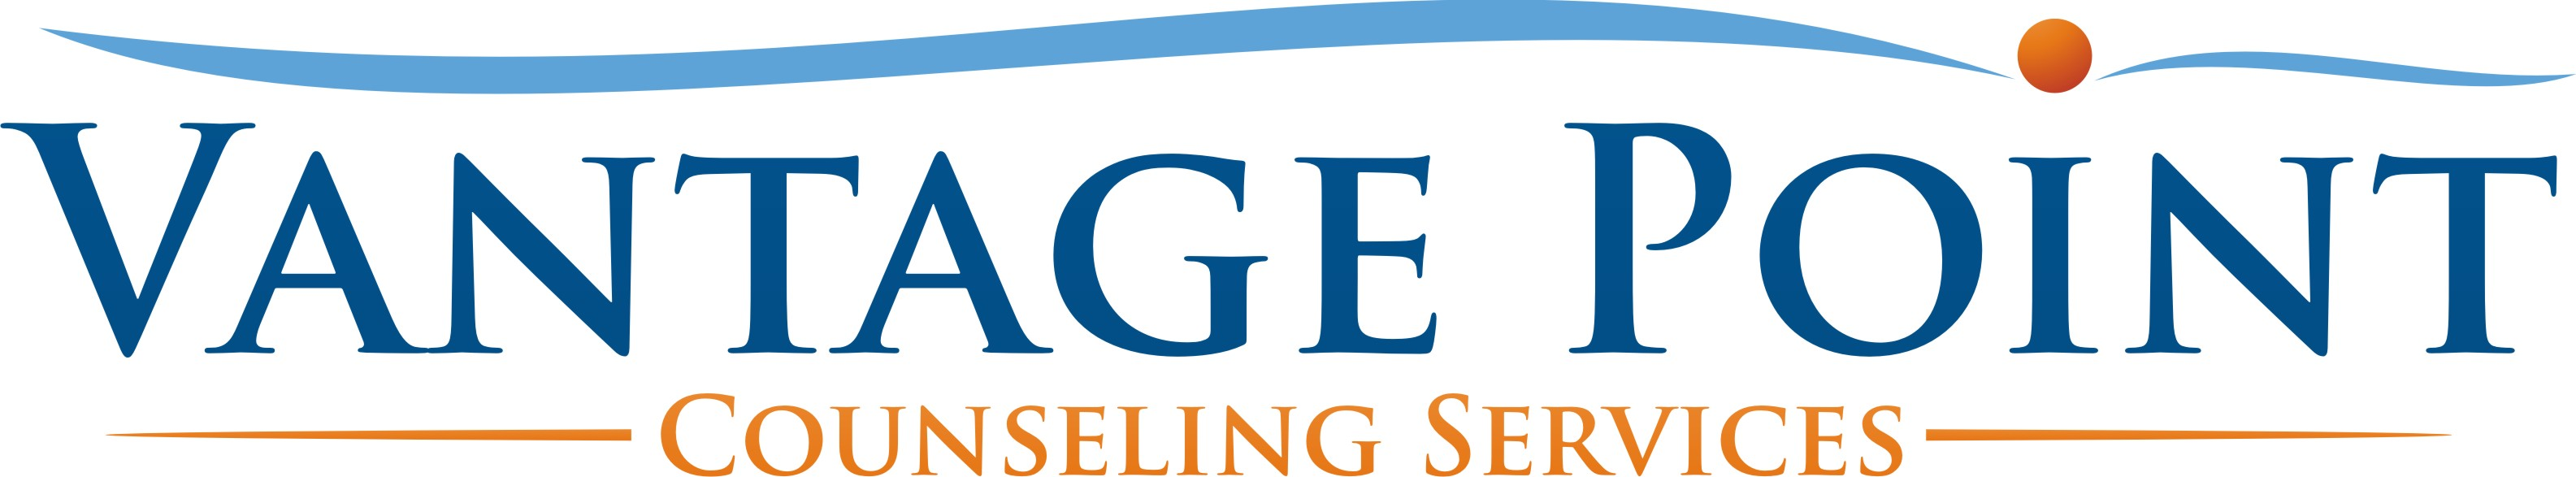 VANTAGE POINT
COUNSELING SERVICES